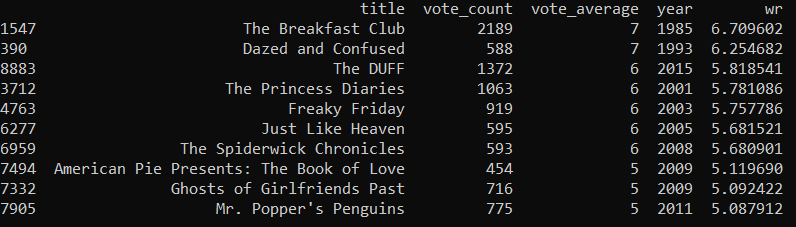 title vote_count vote_average year wr
1547 The Breakfast Club 2189 7 1985 6.709602
390 Dazed and Confused 588 7 1993 6.254682
8883 The DUFF 1372 6 2015 5.818541
3712 The Princess Diaries 1063 6 2001 5.781086
4763 Freaky Friday 919 6 2003 5.757786
6277 Just Like Heaven 595 6 2005 5.681521
6959 The Spiderwick Chronicles 593 6 2008 5.680901
7494 American Pie Presents: The Book of Love 454 5 2009 5.119690
7332 Ghosts of Girlfriends Past 716 5 2009 5.092422
7905 Mr. Popper's Penguins 775 5 2011 5.087912